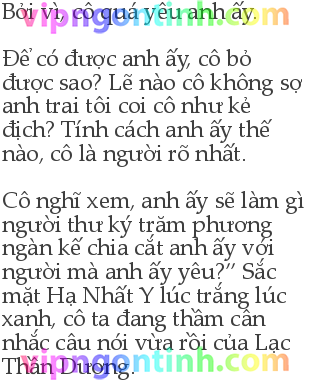 Bởi vì, cô quá yêu anh ấy.
Để có được anh ấy, cô bỏ
được sao? Lẽ nào cô không sợ
anh trai tôi coi cô như kẻ
địch? Tính cách anh ấy thế
nào, cô là người rõ nhất.
Cô nghĩ xem, anh ấy sẽ làm gì
người thư ký trăm phương
ngàn kế chia cắt anh ấy với
người mà anh ấy yêu?” Sắc
mặt Hạ Nhất Y lúc trắng lúc
xanh, cô ta đang thầm cân
nhắc câu nói vừa rồi của Lạc
Thần Dương.
vipngontinh.com
vipngontinh.com